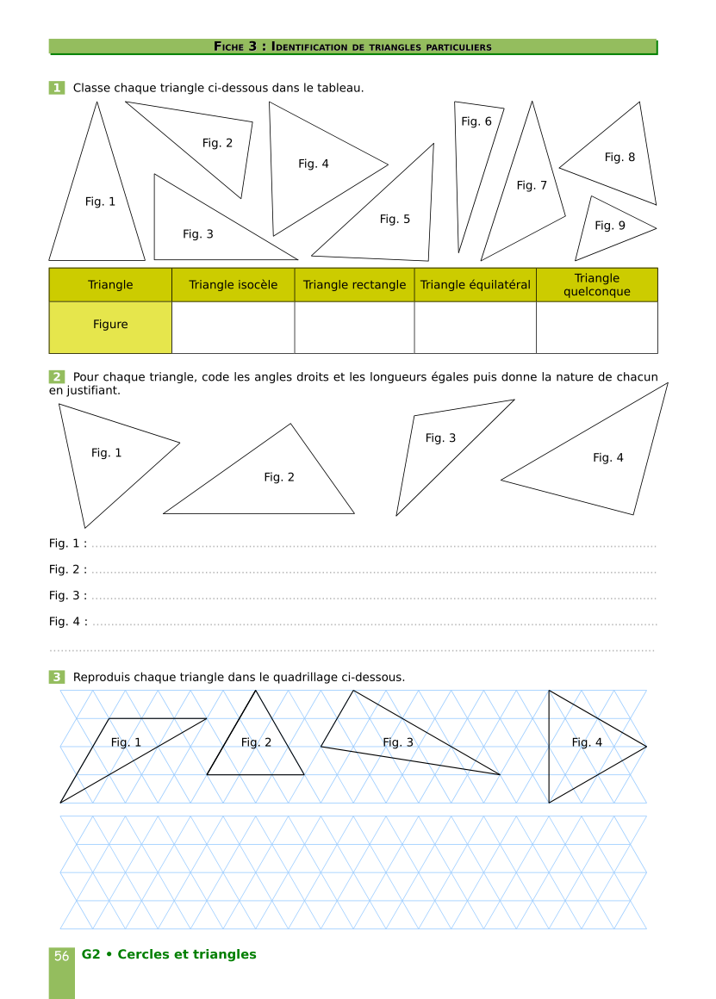 FICHE 3 : IDENTIFICATION DE TRIANGLES PARTICULIERS
1 Classe chaque triangle ci-dessous dans le tableau.
Fig. 1
Fig. 2
Fig. 3
Fig. 4
Fig. 5
Fig. 6
Fig. 7
Fig. 8
Fig. 9
Triangle Triangle isocèle Triangle rectangle Triangle équilatéral Triangle quelconque
Figure
2 Pour chaque triangle, code les angles droits et les longueurs égales puis donne la nature de chacun
en justifiant.
Fig. 1
Fig. 2
Fig. 3
Fig. 4
Fig. 1 :
Fig. 2 :
Fig. 3 :
Fig. 4 :
3 Reproduis chaque triangle dans le quadrillage ci-dessous.
Fig. 1
Fig. 2
Fig. 3
Fig. 4
56 G2 • Cercles et triangles